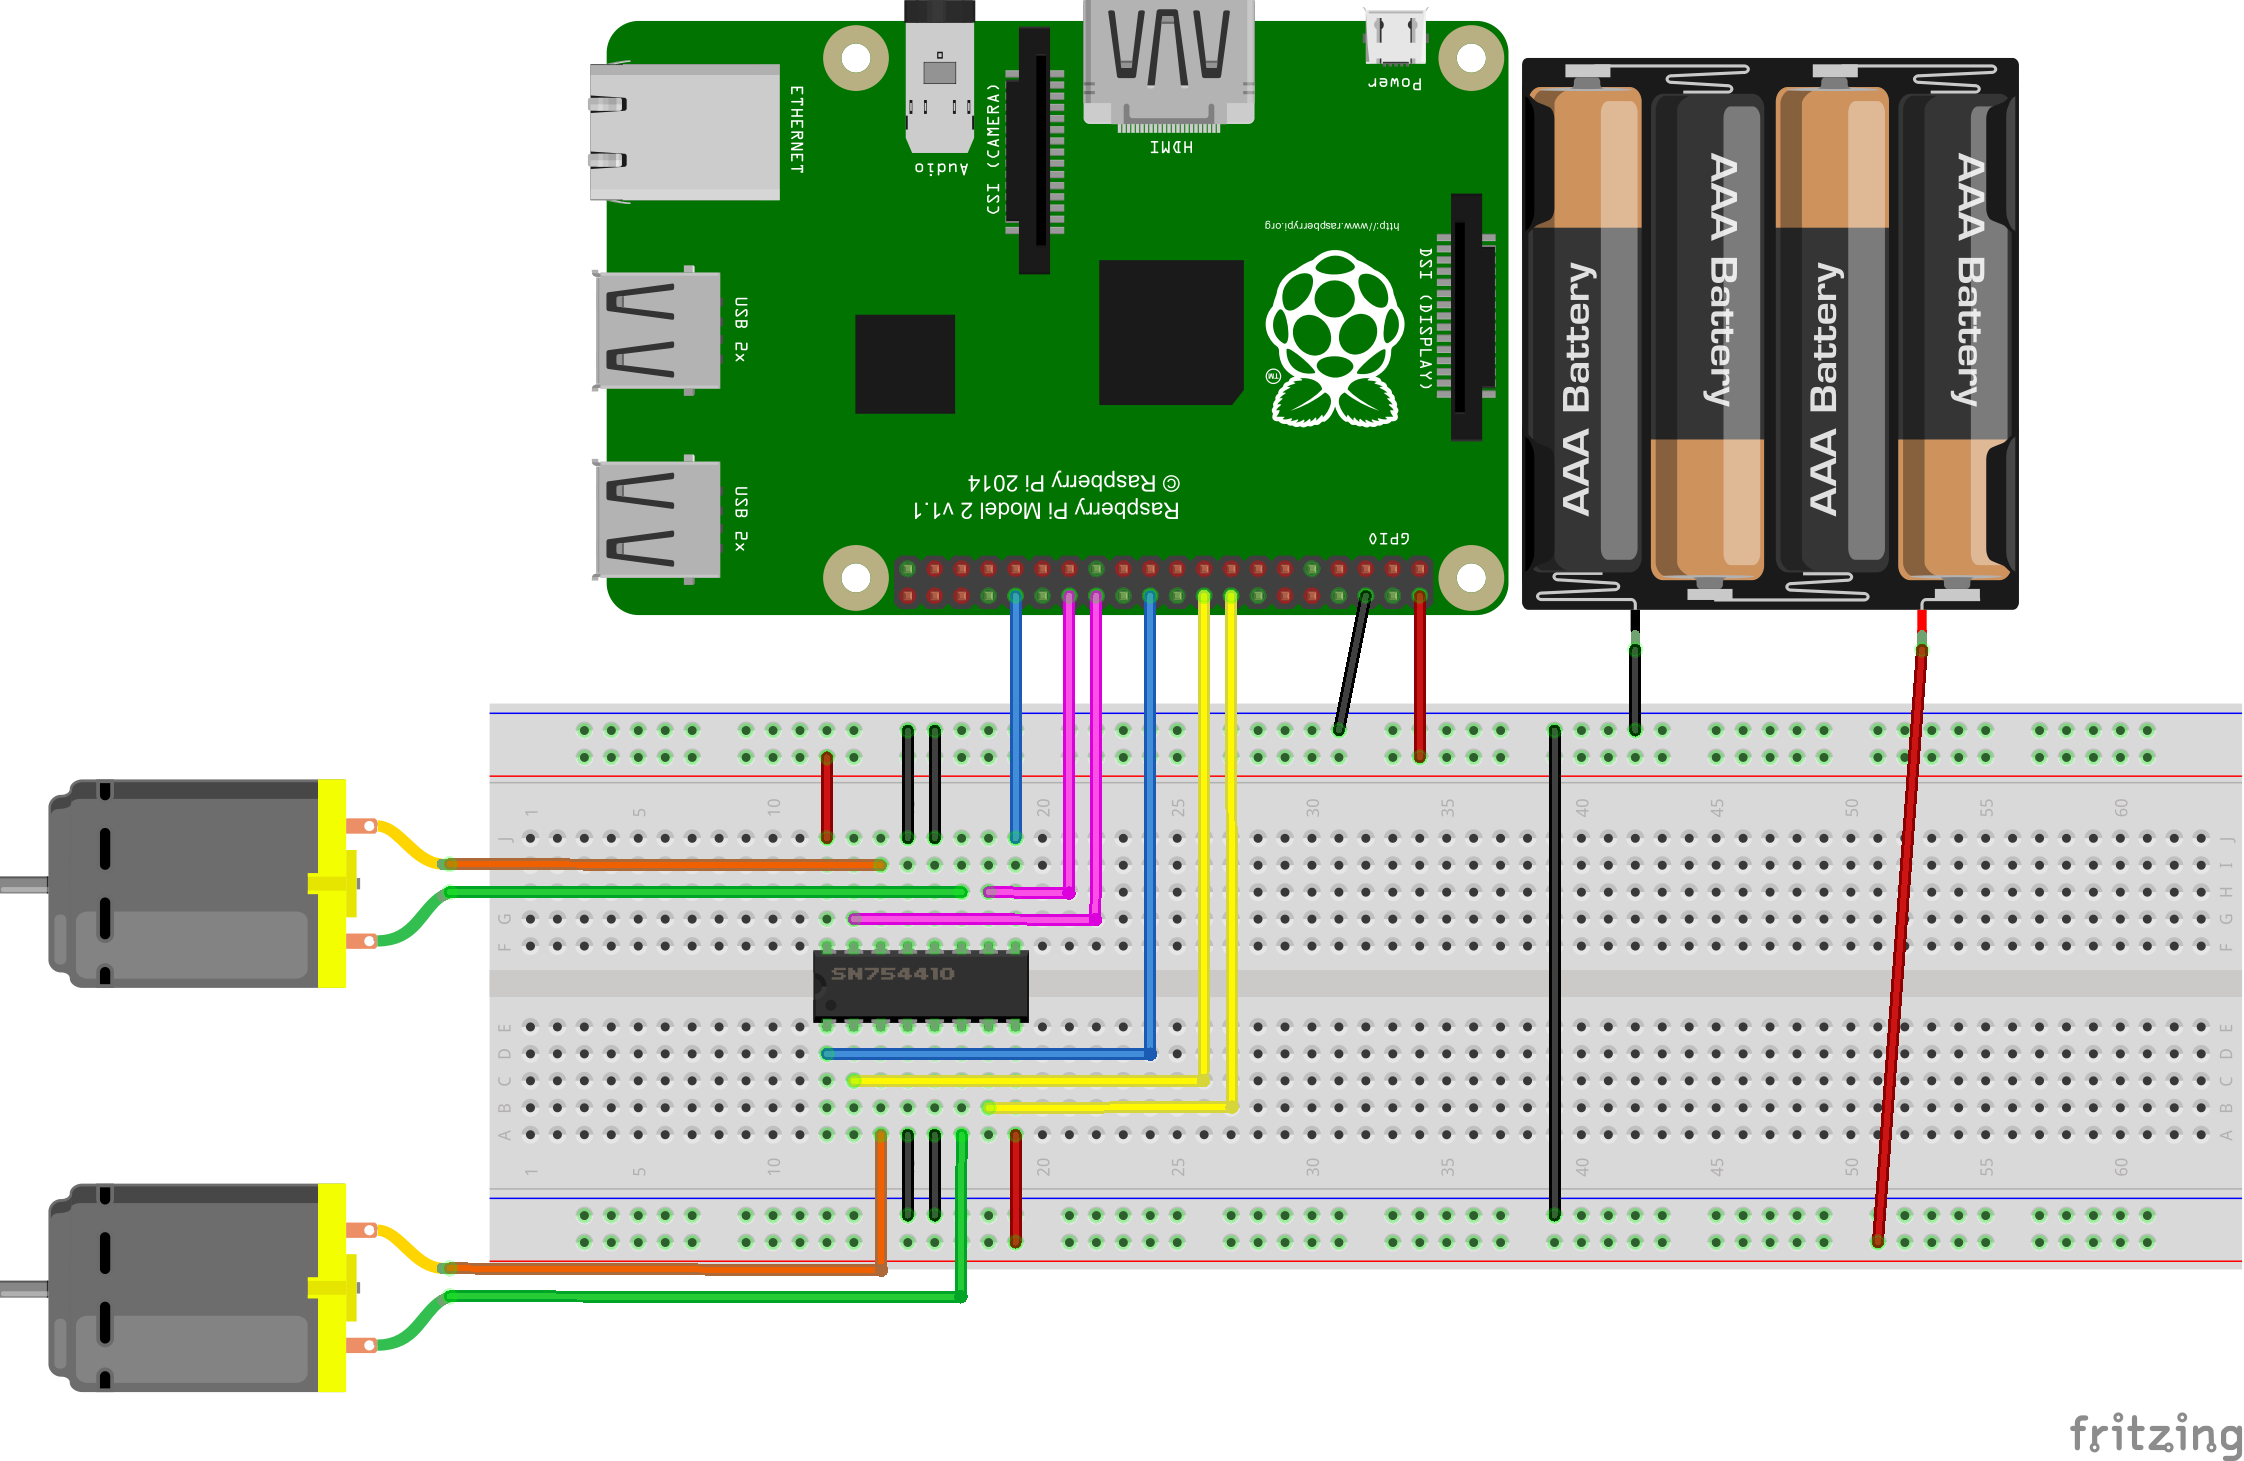 Power
ETHERNET
Audio
CSI (CAMERA)
HDMI
http://www.raspberrypi.org
DSI (DISPLAY)
TM
USB 2x
USB 2x
© Raspberry Pi 2014
Raspberry Pi Model 2 v1.1
GPIO
AAA Battery
AAA Battery
AAA Battery
AAA Battery
1 5 10 20 25 30 35 40 45 50 55 60
J J
I
H H
G G
F F
SN754410
E E
D D
C C
B B
A A
1 5 10 20 25 30 35 40 45 50 55 60
fritzing